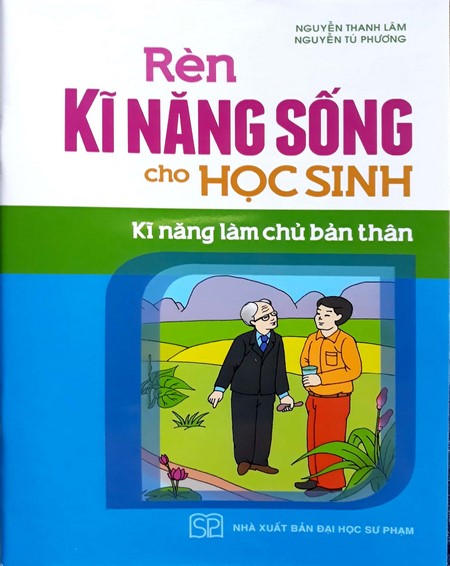 NGUYỄN THANH LÂM
NGUYỄN TÚ PHƯƠNG
Rèn
KĨ NĂNG SỐNG
cho HỌC SINH
Kĩ năng làm chủ bản thân
SP
NHÀ XUẤT BẢN ĐẠI HỌC SƯ PHẠM